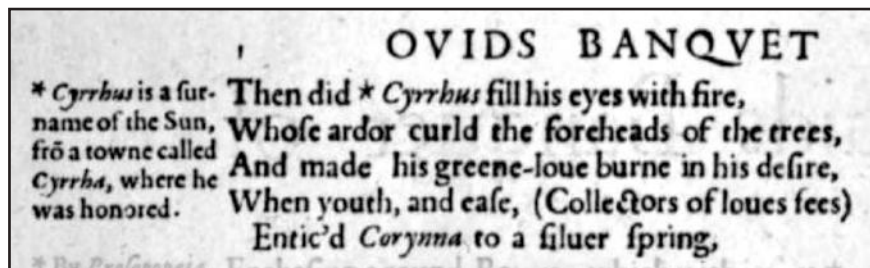 OVIDS BANQVET
* Cyrrhus is a ſur-
name of the Sun,
frõ a towne called
Cyrrha, where he
was honored.
Then did * Cyrrhus fill his eyes with fire,
Whoſe ardor curld the foreheads of the trees,
And made his greene-loue burne in his deſire,
When youth, and eaſe, (Collectors of loues fees)
Entic'd Corynna to a ſiluer ſpring,